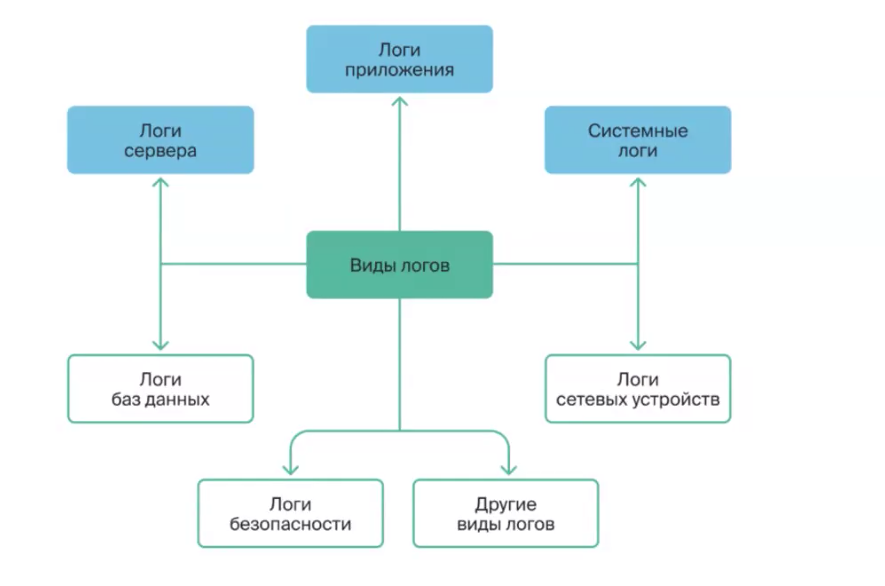 Логи
приложения
Логи
сервера
Системные
логи
Виды логов
Логи
баз данных
Логи
сетевых устройств
Логи
безопасности
Другие
виды логов